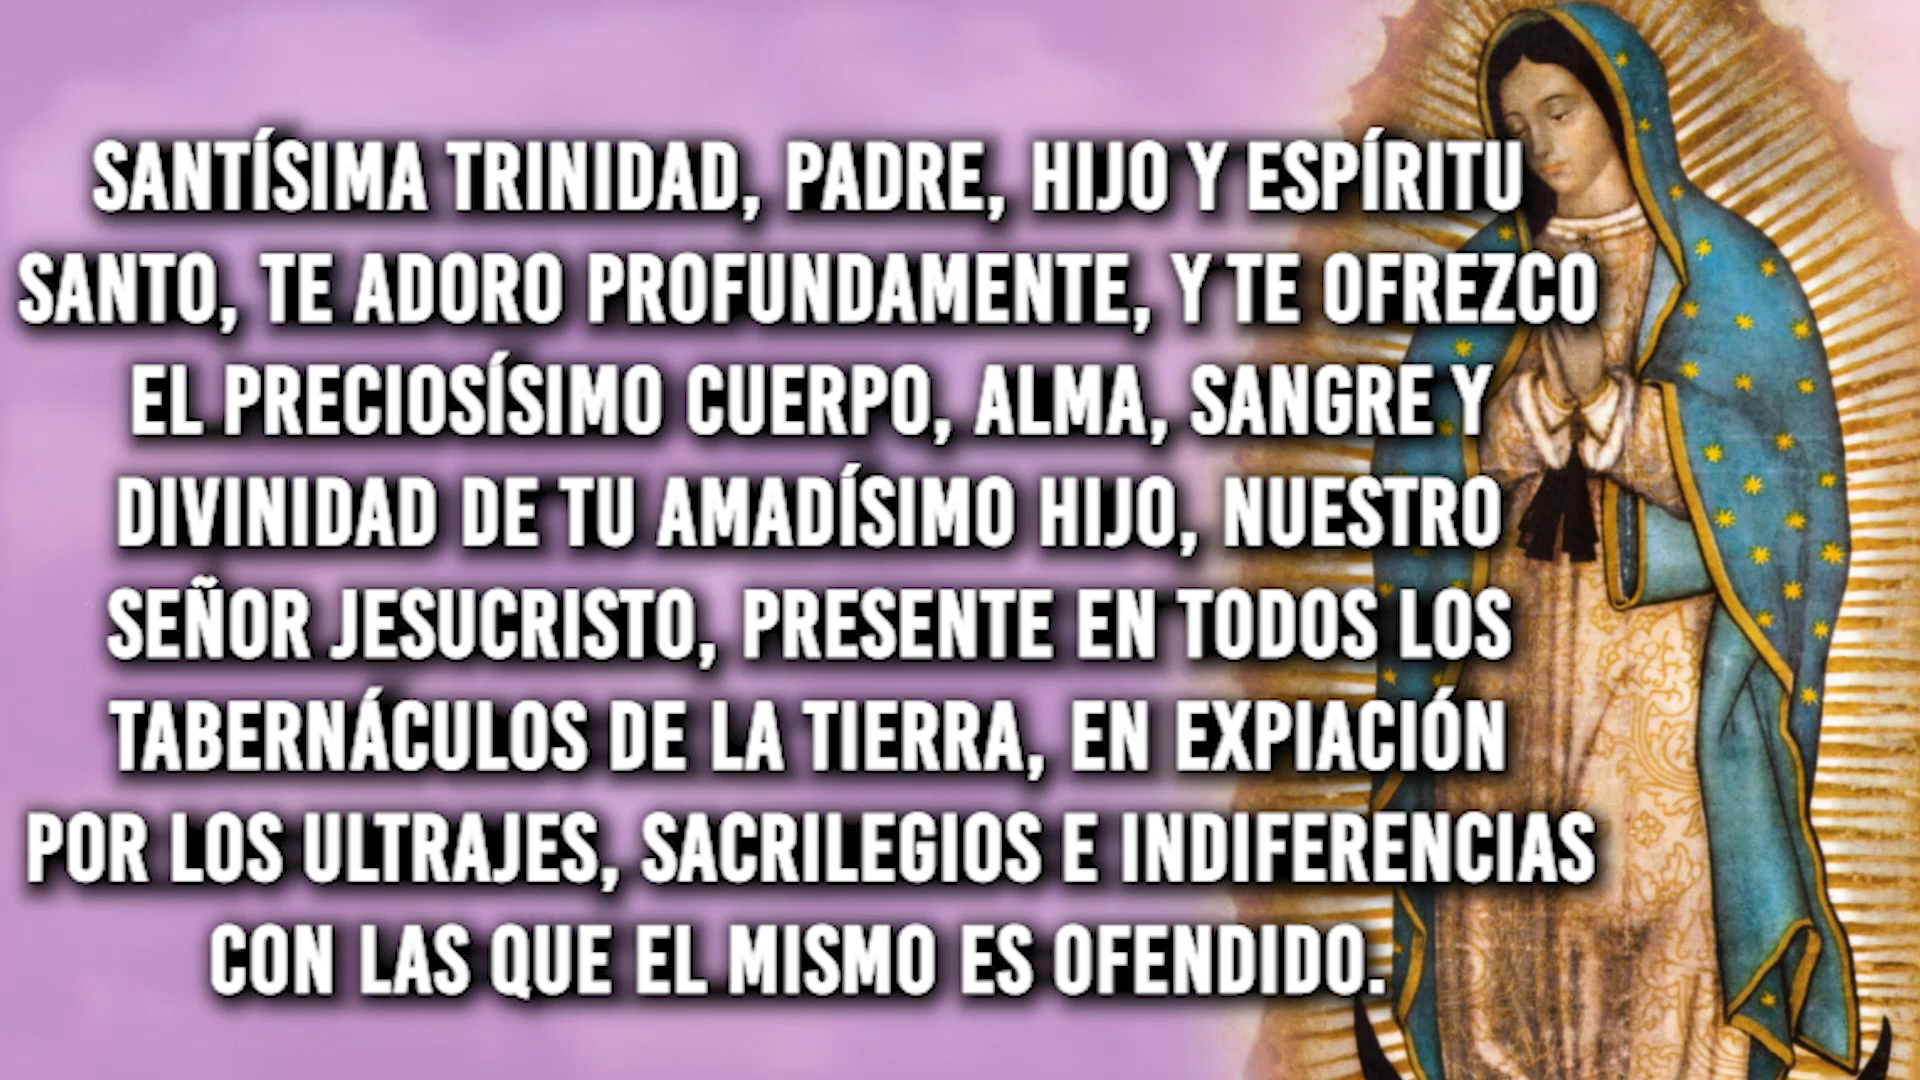 SANTÍSIMA TRINIDAD, PADRE, HIJO Y ESPÍRITU
SANTO, TE ADORO PROFUNDAMENTE, Y TE OFREZCO
EL PRECIOSÍSIMO CUERPO, ALMA, SANGRE Y
DIVINIDAD DE TU AMADÍSIMO HIJO, NUESTRO
SEÑOR JESUCRISTO, PRESENTE EN TODOS LOS
TABERNÁCULOS DE LA TIERRA, EN EXPIACIÓN
POR LOS ULTRAJES, SACRILEGIOS E INDIFERENCIAS
CON LAS QUE EL MISMO ES OFENDIDO.